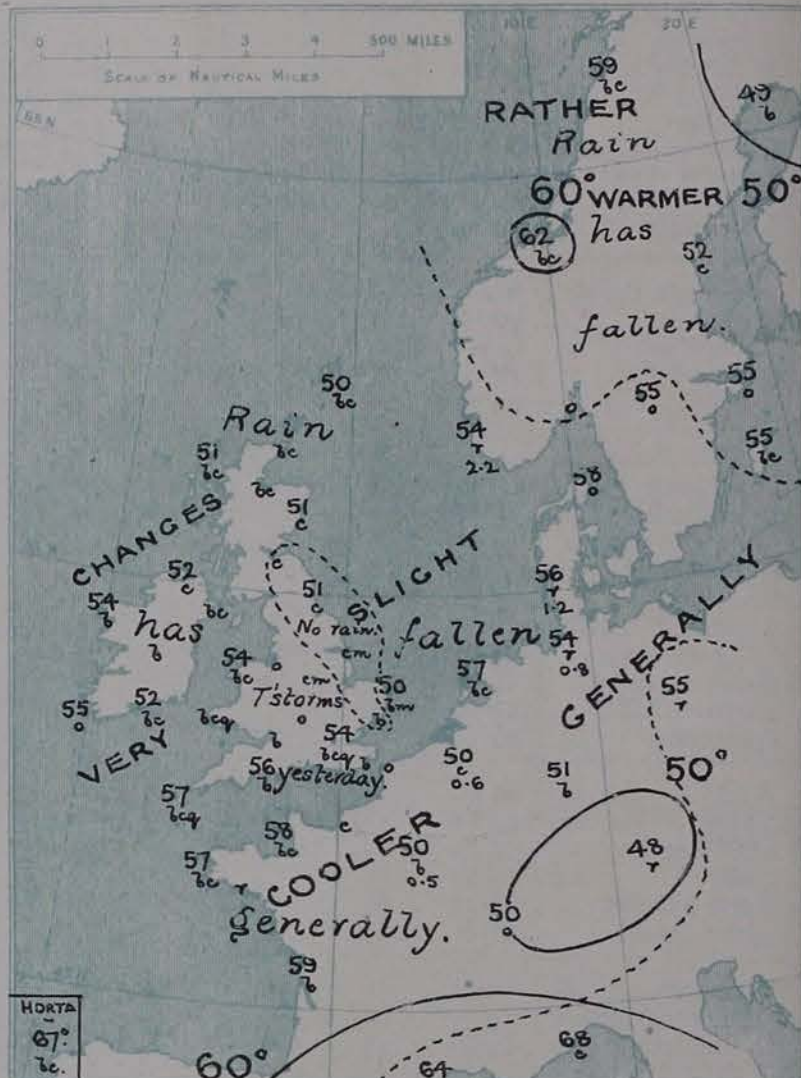 0 1 2 3 4 500 MILES
SCALE OF NAUTICAL MILES
10°E
20°E
65°N
59
bc
49
b
RATHER
Rain
60° WARMER 50°
62
bc
has
52
c
fallen.
50
bc
55
o
55
o
Rain
bc
54
r
2.2
55
bc
51
bc
bc
58
o
51
c
CHANGES
SLIGHT
52
c
c
56
r
1.2
54
b
bc
51
c
has
No rain.
fallen
54
r
0.8
GENERALLY
b
cm
54
bc
o
cm
50
bm
57
bc
55
r
55
o
52
bc
bcq
T'storms
o
b
VERY
b
54
bcq
b
50
c
0.6
51
b
50°
56
b
yesterday.
o
57
bcq
58
bc
c
COOLER
50
b
0.5
48
r
57
bc
r
generally.
50
o
59
b
HORTA
67°
bc.
60°
64
68
c